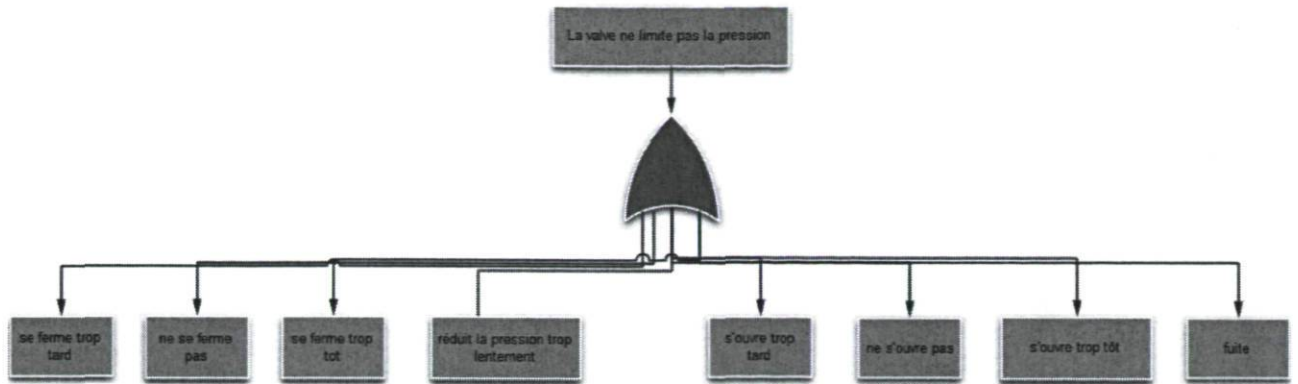 La valve ne limite pas la pression
se ferme trop
tard
ne se ferme
pas
se ferme trop
tot
réduit la pression trop
lentement
s'ouvre trop
tard
ne s'ouvre pas
s'ouvre trop tôt
fuite